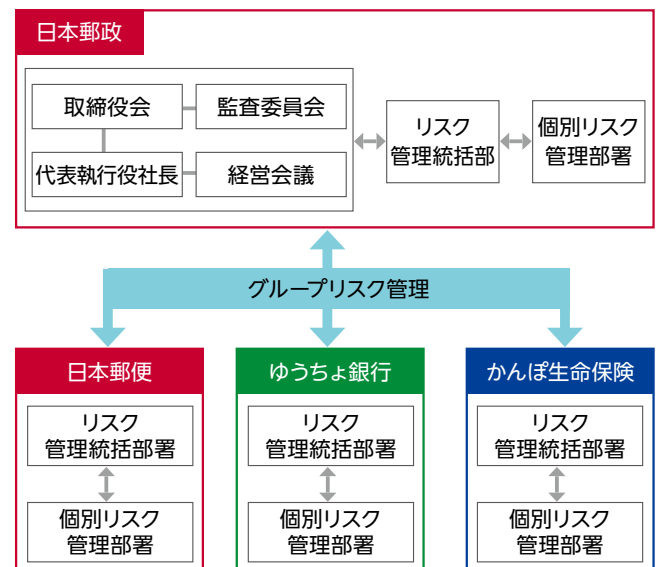 日本郵政
取締役会
監査委員会
代表執行役社長
経営会議
リスク
管理統括部
個別リスク
管理部署
グループリスク管理
日本郵便
リスク
管理統括部署
個別リスク
管理部署
ゆうちょ銀行
リスク
管理統括部署
個別リスク
管理部署
かんぽ生命保険
リスク
管理統括部署
個別リスク
管理部署